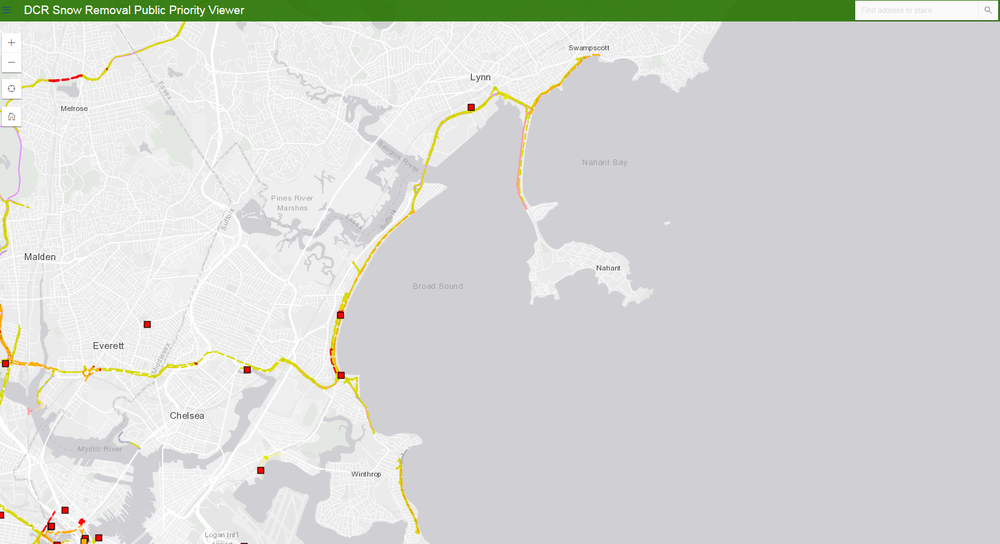 DCR Snow Removal Public Priority Viewer
Find address or place
Swampscott
Lynn
Essex
Melrose
Saugus River
Nahant Bay
Pines River
Marshes
Suffolk
Essex
Suffolk
Malden
Nahant
Broad Sound
Everett
Middlesex
Chelsea
Mystic River
Winthrop
Logan Int'l
Airport